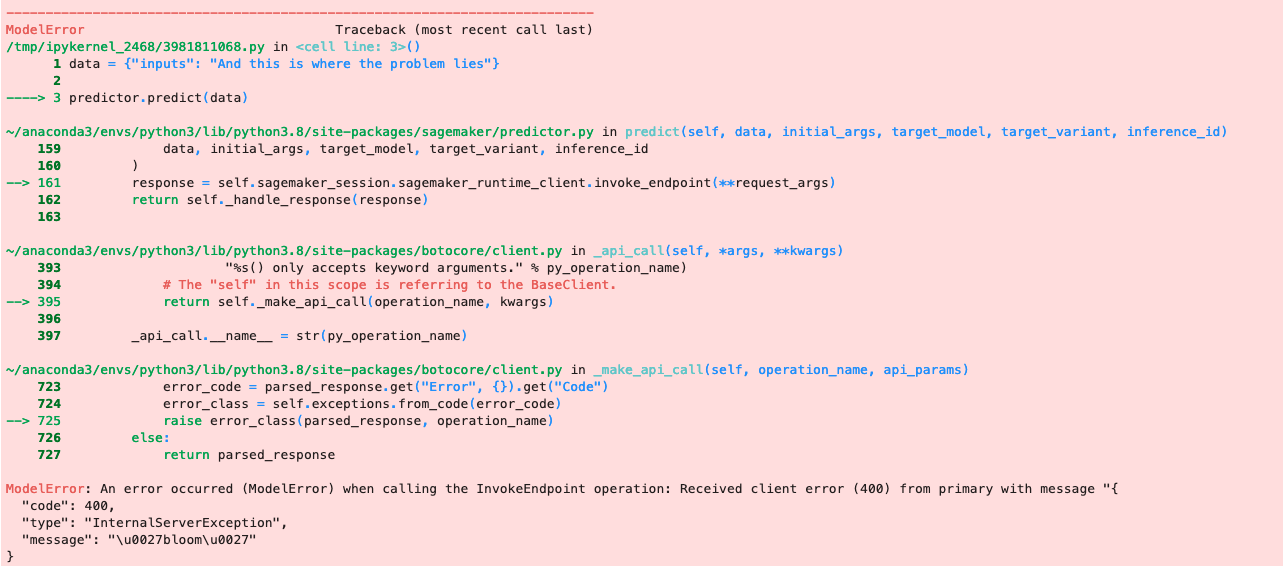 ---------------------------------------------------------------------------
ModelError                                Traceback (most recent call last)
/tmp/ipykernel_2468/3981811068.py in <cell line: 3>()
      1 data = {"inputs": "And this is where the problem lies"}
      2
----> 3 predictor.predict(data)
~/anaconda3/envs/python3/lib/python3.8/site-packages/sagemaker/predictor.py in predict(self, data, initial_args, target_model, target_variant, inference_id)
    159             data, initial_args, target_model, target_variant, inference_id
    160         )
--> 161         response = self.sagemaker_session.sagemaker_runtime_client.invoke_endpoint(**request_args)
    162         return self._handle_response(response)
    163
~/anaconda3/envs/python3/lib/python3.8/site-packages/botocore/client.py in _api_call(self, *args, **kwargs)
    393                     "%s() only accepts keyword arguments." % py_operation_name)
    394             # The "self" in this scope is referring to the BaseClient.
--> 395             return self._make_api_call(operation_name, kwargs)
    396
    397         _api_call.__name__ = str(py_operation_name)
~/anaconda3/envs/python3/lib/python3.8/site-packages/botocore/client.py in _make_api_call(self, operation_name, api_params)
    723             error_code = parsed_response.get("Error", {}).get("Code")
    724             error_class = self.exceptions.from_code(error_code)
--> 725             raise error_class(parsed_response, operation_name)
    726         else:
    727             return parsed_response
ModelError: An error occurred (ModelError) when calling the InvokeEndpoint operation: Received client error (400) from primary with message "{
  "code": 400,
  "type": "InternalServerException",
  "message": "\u0027bloom\u0027"
}